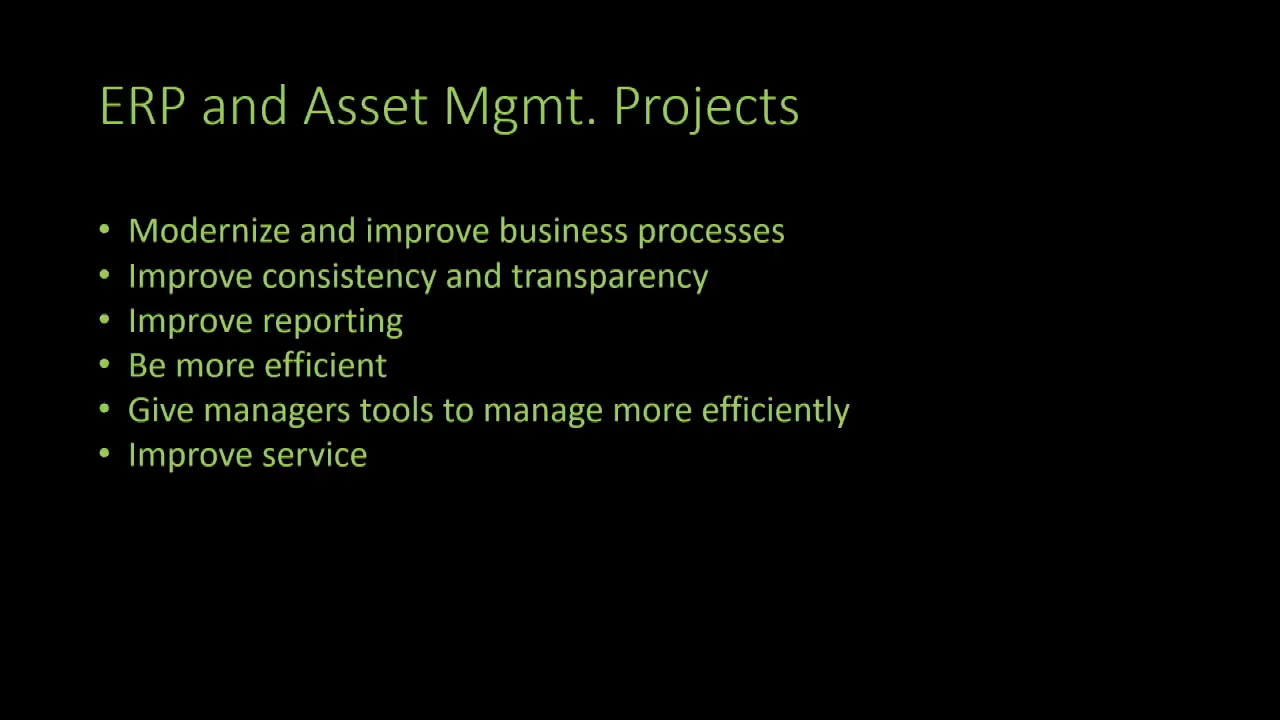 ERP and Asset Mgmt. Projects
• Modernize and improve business processes
• Improve consistency and transparency
• Improve reporting
• Be more efficient
• Give managers tools to manage more efficiently
• Improve service